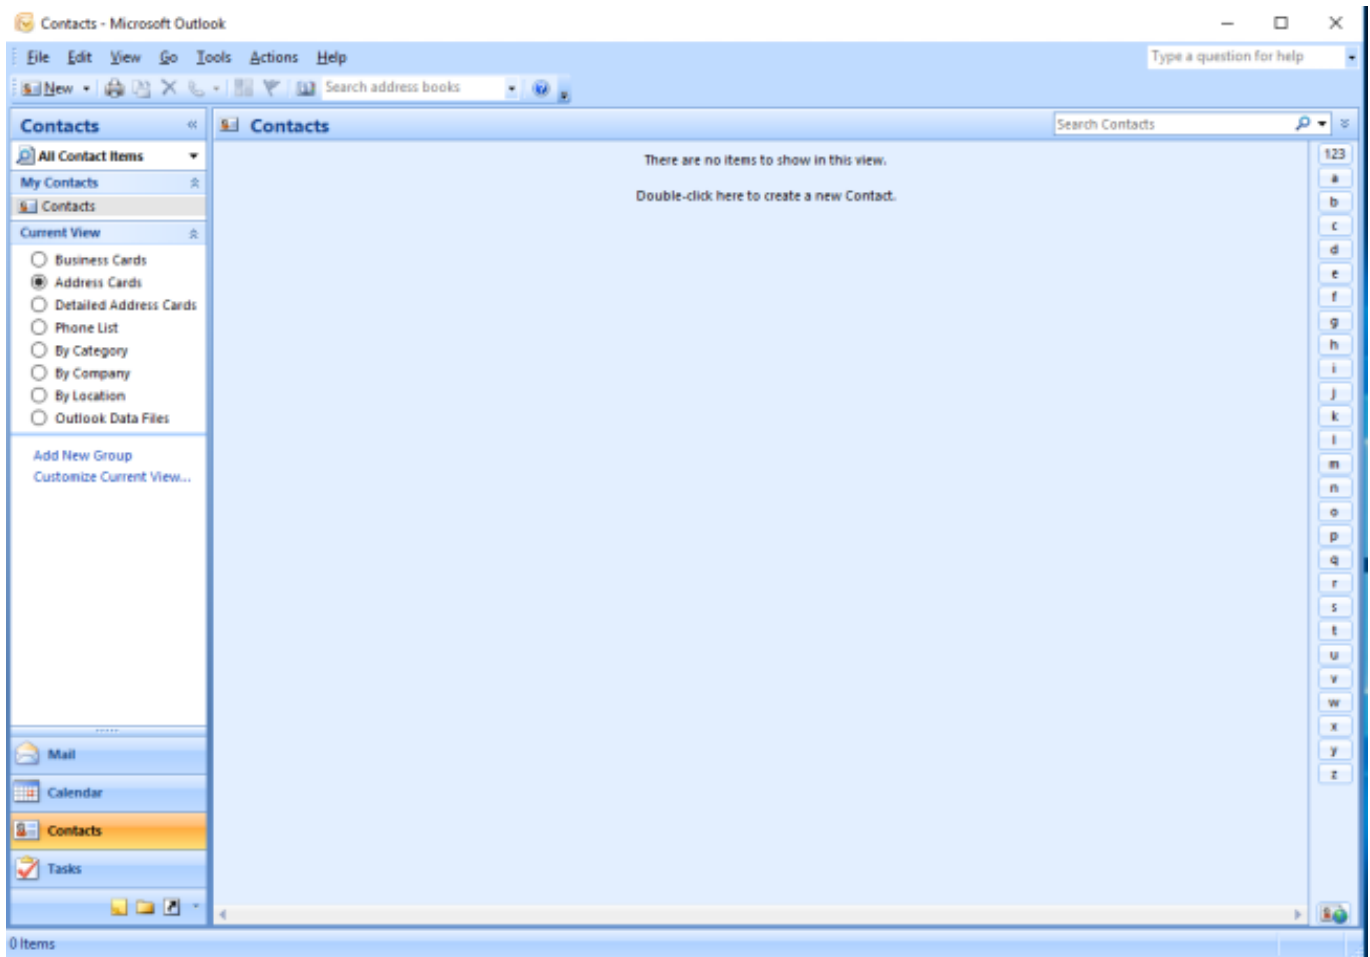 Contacts - Microsoft Outlook
File Edit View Go Tools Actions Help
Type a question for help
New
Search address books
Contacts
Contacts
Search Contacts
All Contact Items
My Contacts
Contacts
Current View
Business Cards
Address Cards
Detailed Address Cards
Phone List
By Category
By Company
By Location
Outlook Data Files
Add New Group
Customize Current View...
There are no items to show in this view.
Double-click here to create a new Contact.
123
a
b
c
d
e
f
g
h
i
j
k
l
m
n
o
p
q
r
s
t
u
v
w
x
y
z
Mail
Calendar
Contacts
Tasks
0 Items